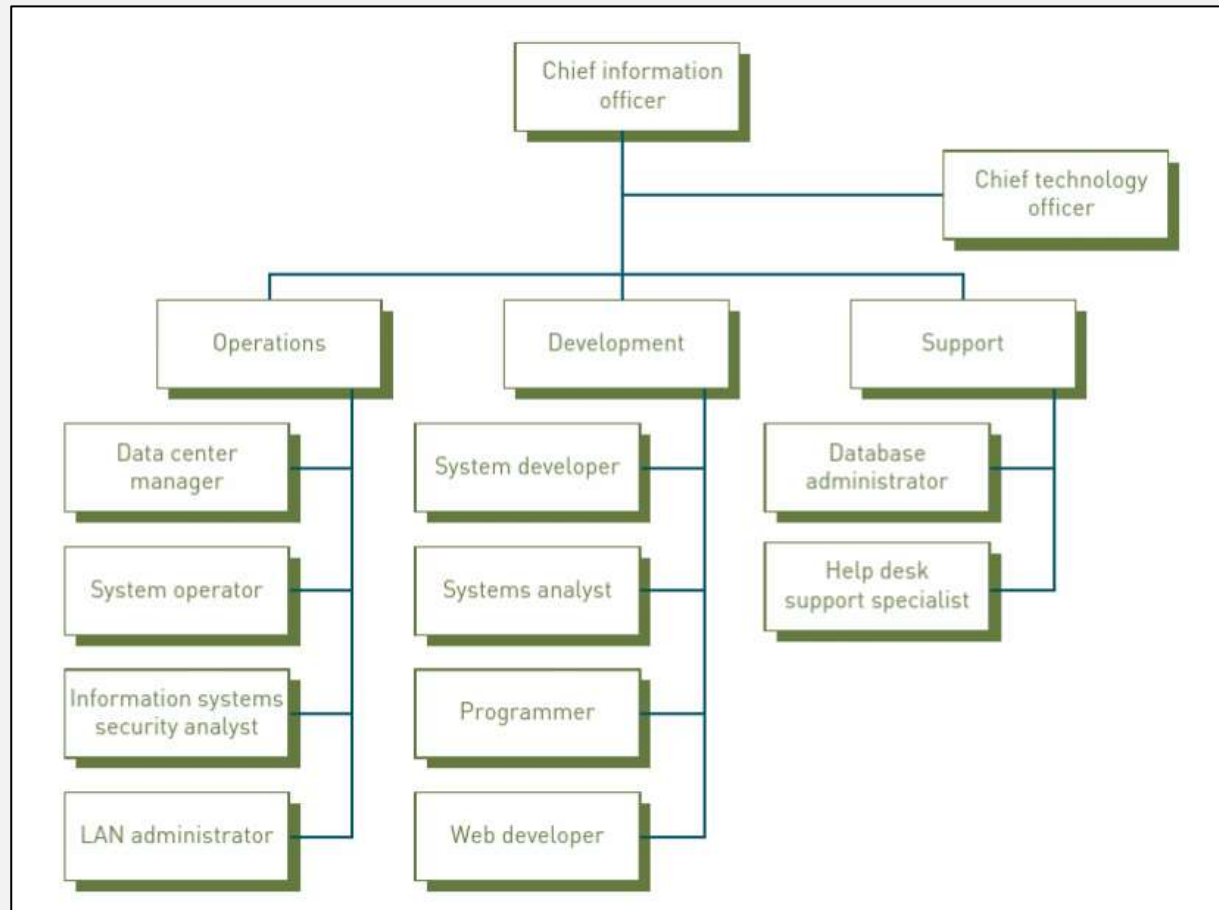 Chief information
officer
Chief technology
officer
Operations
Development
Support
Data center
manager
System developer
Database
administrator
System operator
Systems analyst
Help desk
support specialist
Information systems
security analyst
Programmer
LAN administrator
Web developer